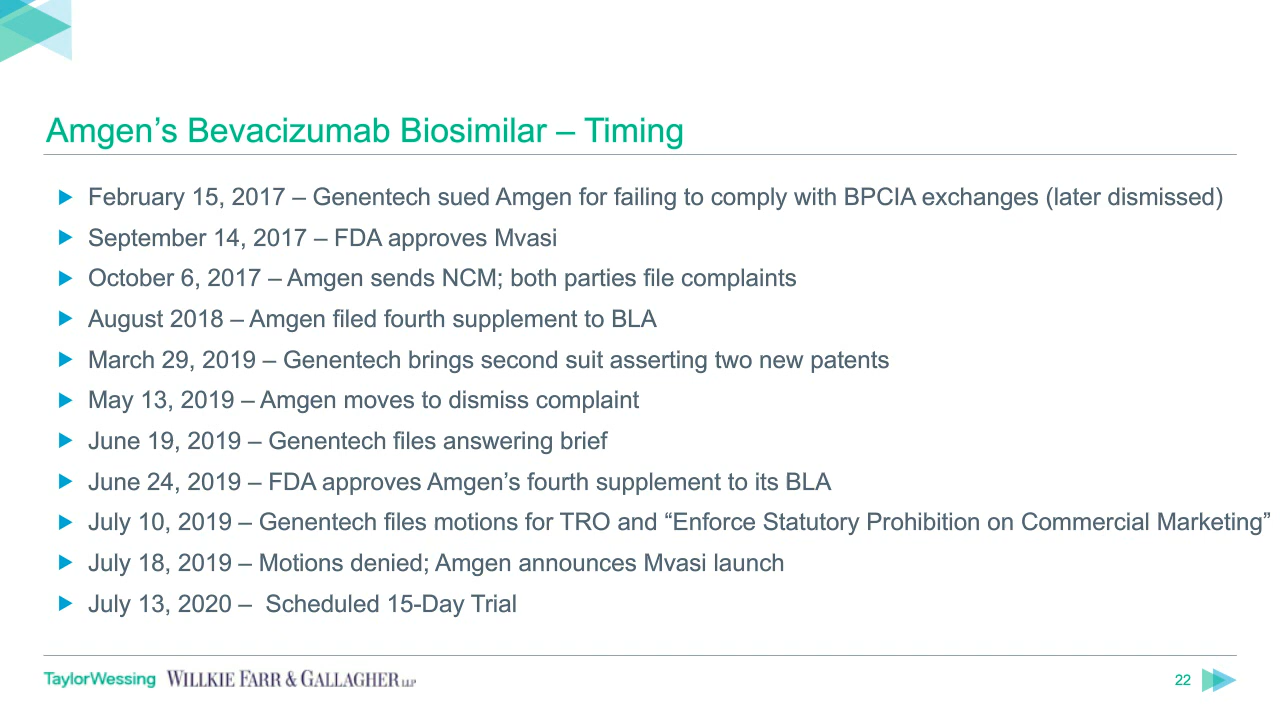 Amgen’s Bevacizumab Biosimilar – Timing
February 15, 2017 – Genentech sued Amgen for failing to comply with BPCIA exchanges (later dismissed)
September 14, 2017 – FDA approves Mvasi
October 6, 2017 – Amgen sends NCM; both parties file complaints
August 2018 – Amgen filed fourth supplement to BLA
March 29, 2019 – Genentech brings second suit asserting two new patents
May 13, 2019 – Amgen moves to dismiss complaint
June 19, 2019 – Genentech files answering brief
June 24, 2019 – FDA approves Amgen’s fourth supplement to its BLA
July 10, 2019 – Genentech files motions for TRO and “Enforce Statutory Prohibition on Commercial Marketing”
July 18, 2019 – Motions denied; Amgen announces Mvasi launch
July 13, 2020 – Scheduled 15-Day Trial
TaylorWessing WILLKIE FARR & GALLAGHER LLP
22